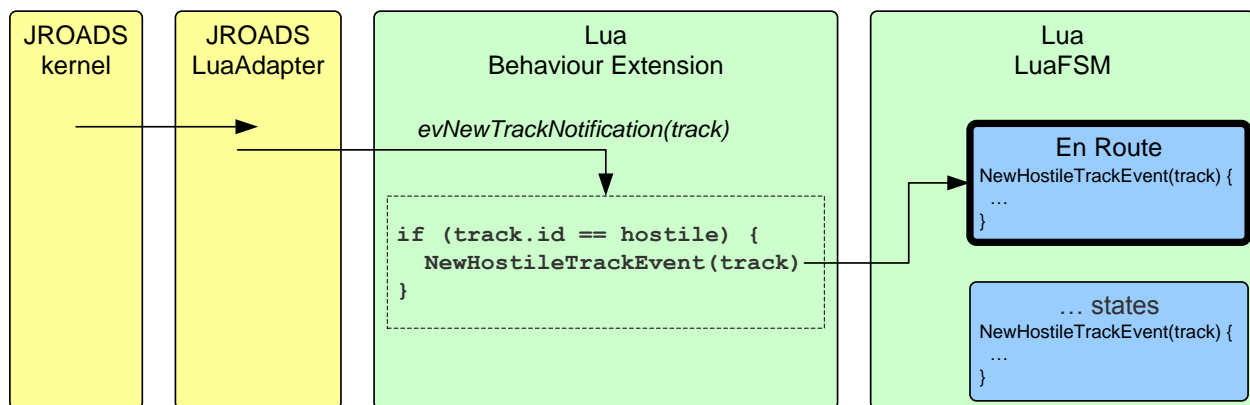 JROADS
kernel
JROADS
LuaAdapter
Lua
Behaviour Extension
evNewTrackNotification(track)
if (track.id == hostile) {
NewHostileTrackEvent(track)
}
Lua
LuaFSM
En Route
NewHostileTrackEvent(track) {
…
}
… states
NewHostileTrackEvent(track) {
…
}